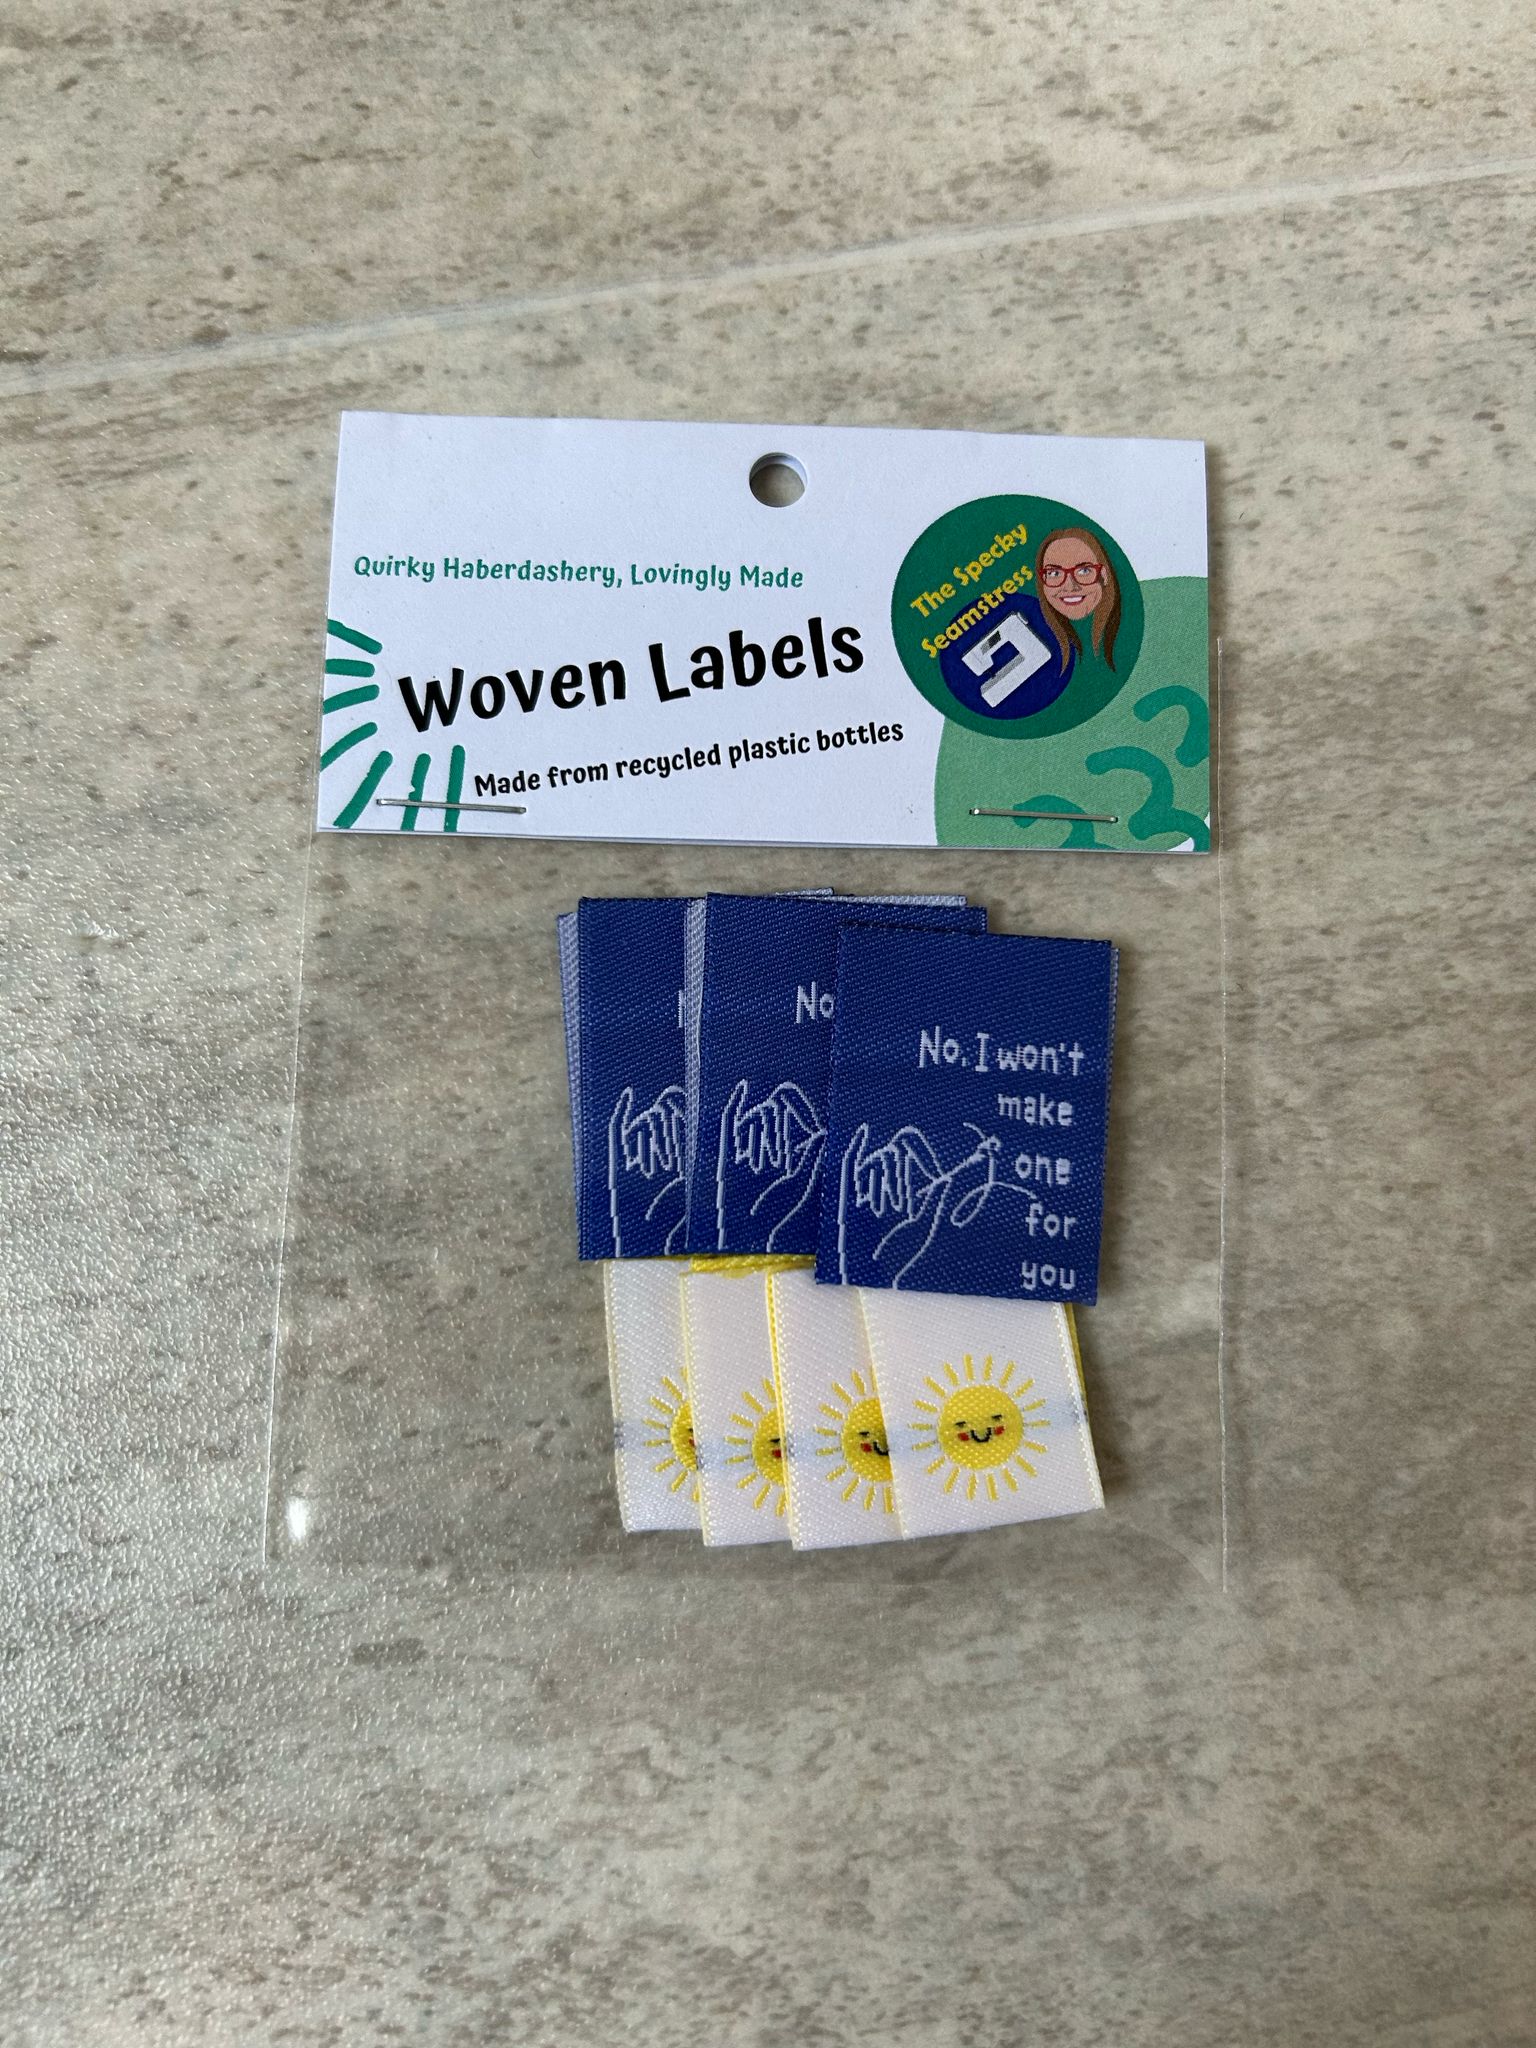 Quirky Haberdashery, Lovingly Made
The Specky
Seamstress
Woven Labels
Made from recycled plastic bottles
No
No, I won't
make
one
for
you